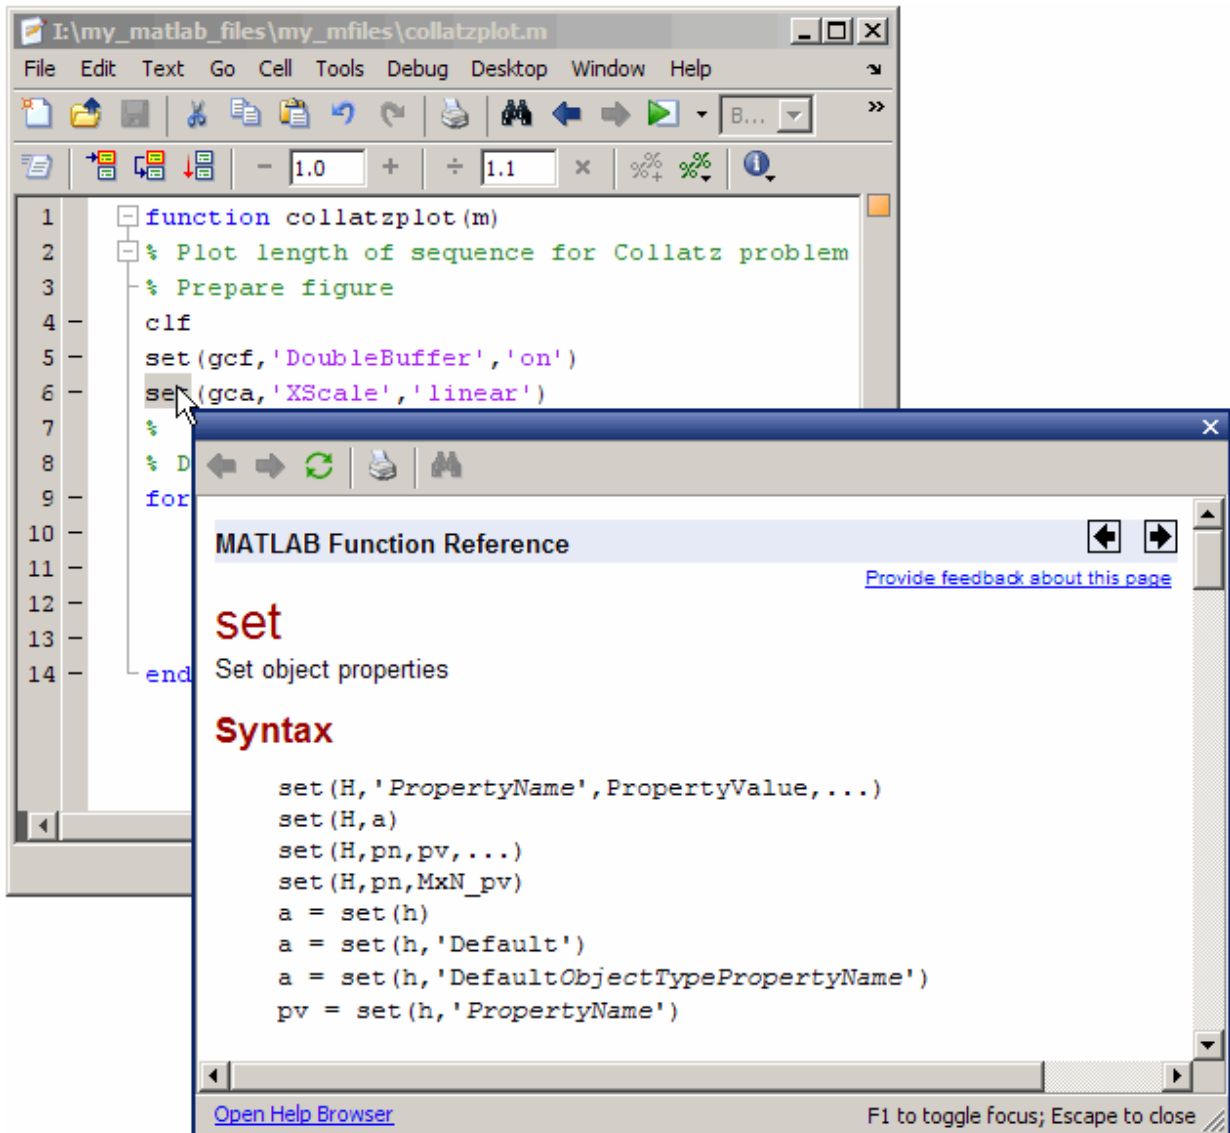 I:\my_matlab_files\my_mfiles\collatzplot.m
File Edit Text Go Cell Tools Debug Desktop Window Help
B...
1.0 1.1
1 function collatzplot(m)
2 % Plot length of sequence for Collatz problem
3 % Prepare figure
4 - clf
5 - set(gcf,'DoubleBuffer','on')
6 - set(gca,'XScale','linear')
7 %
8 % D
9 - for
10 -
11 -
12 -
13 -
14 - end
MATLAB Function Reference
Provide feedback about this page
set
Set object properties
Syntax
set(H,'PropertyName',PropertyValue,...)
set(H,a)
set(H,pn,pv,...)
set(H,pn,MxN_pv)
a = set(h)
a = set(h,'Default')
a = set(h,'DefaultObjectTypePropertyName')
pv = set(h,'PropertyName')
Open Help Browser F1 to toggle focus; Escape to close